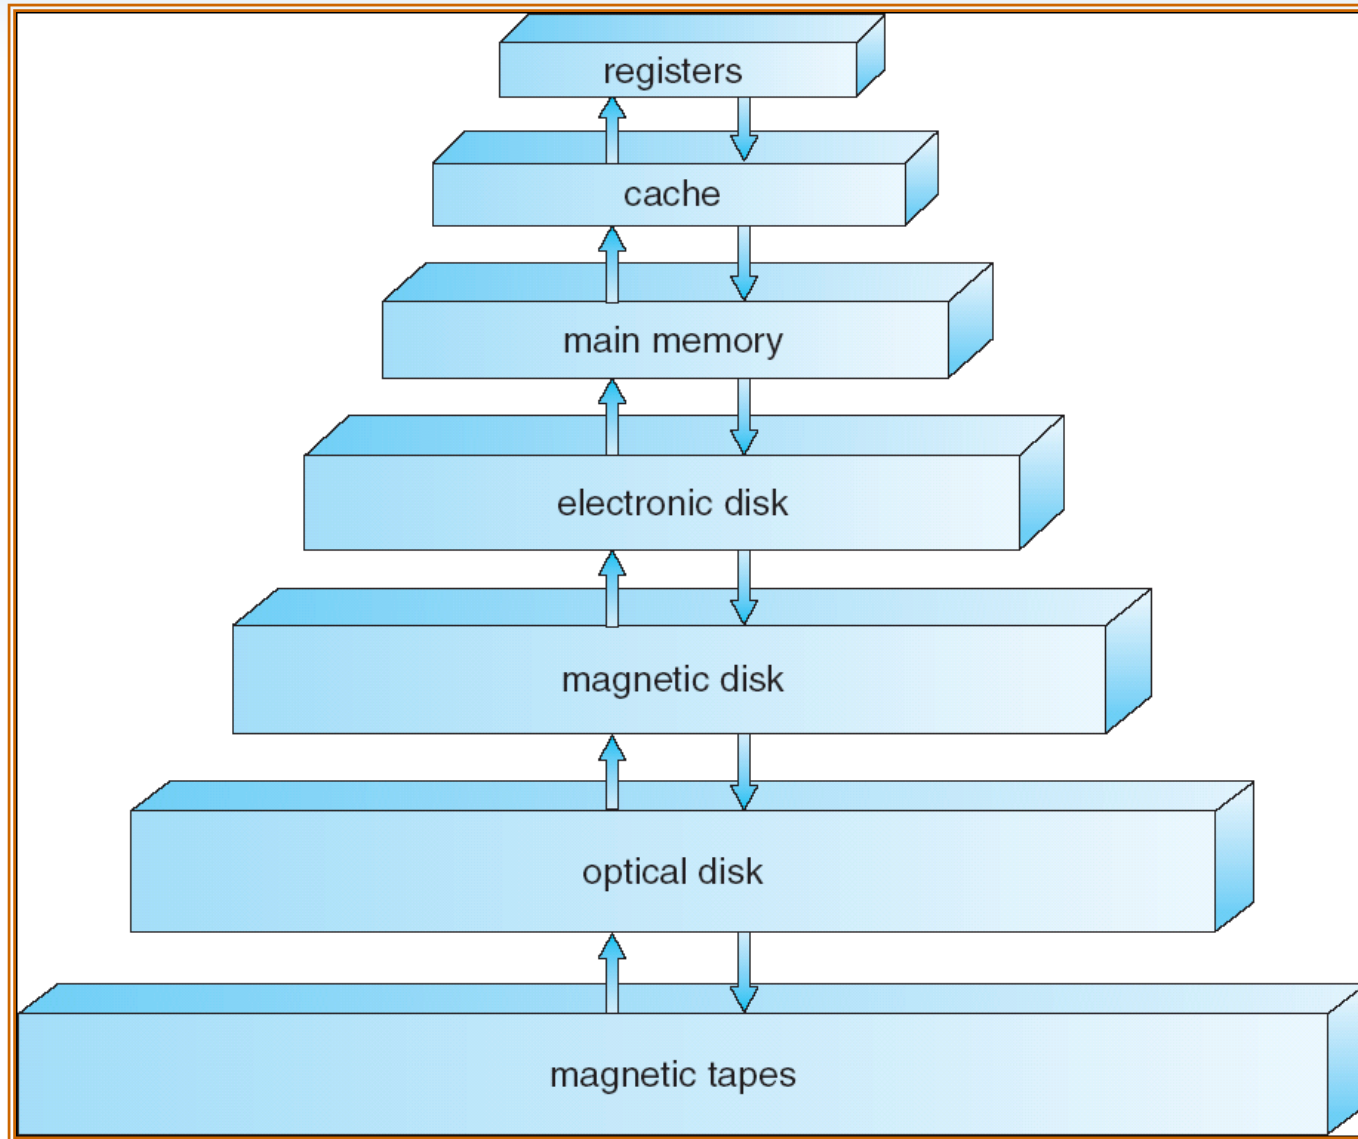 registers
cache
main memory
electronic disk
magnetic disk
optical disk
magnetic tapes